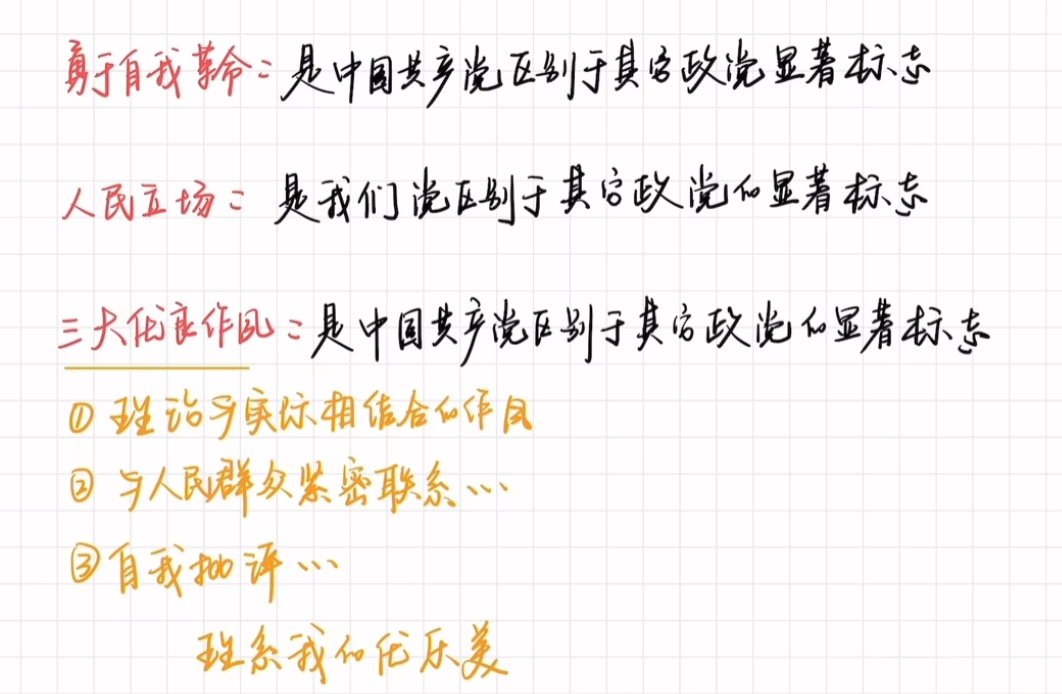 勇于自我革命：是中国共产党区别于其它政党显著标志
人民立场：是我们党区别于其它政党的显著标志
三大优良作风：是中国共产党区别于其它政党的显著标志
① 理论与实际相结合的作风
② 与人民群众紧密联系…
③ 自我批评…
理系我的优乐美